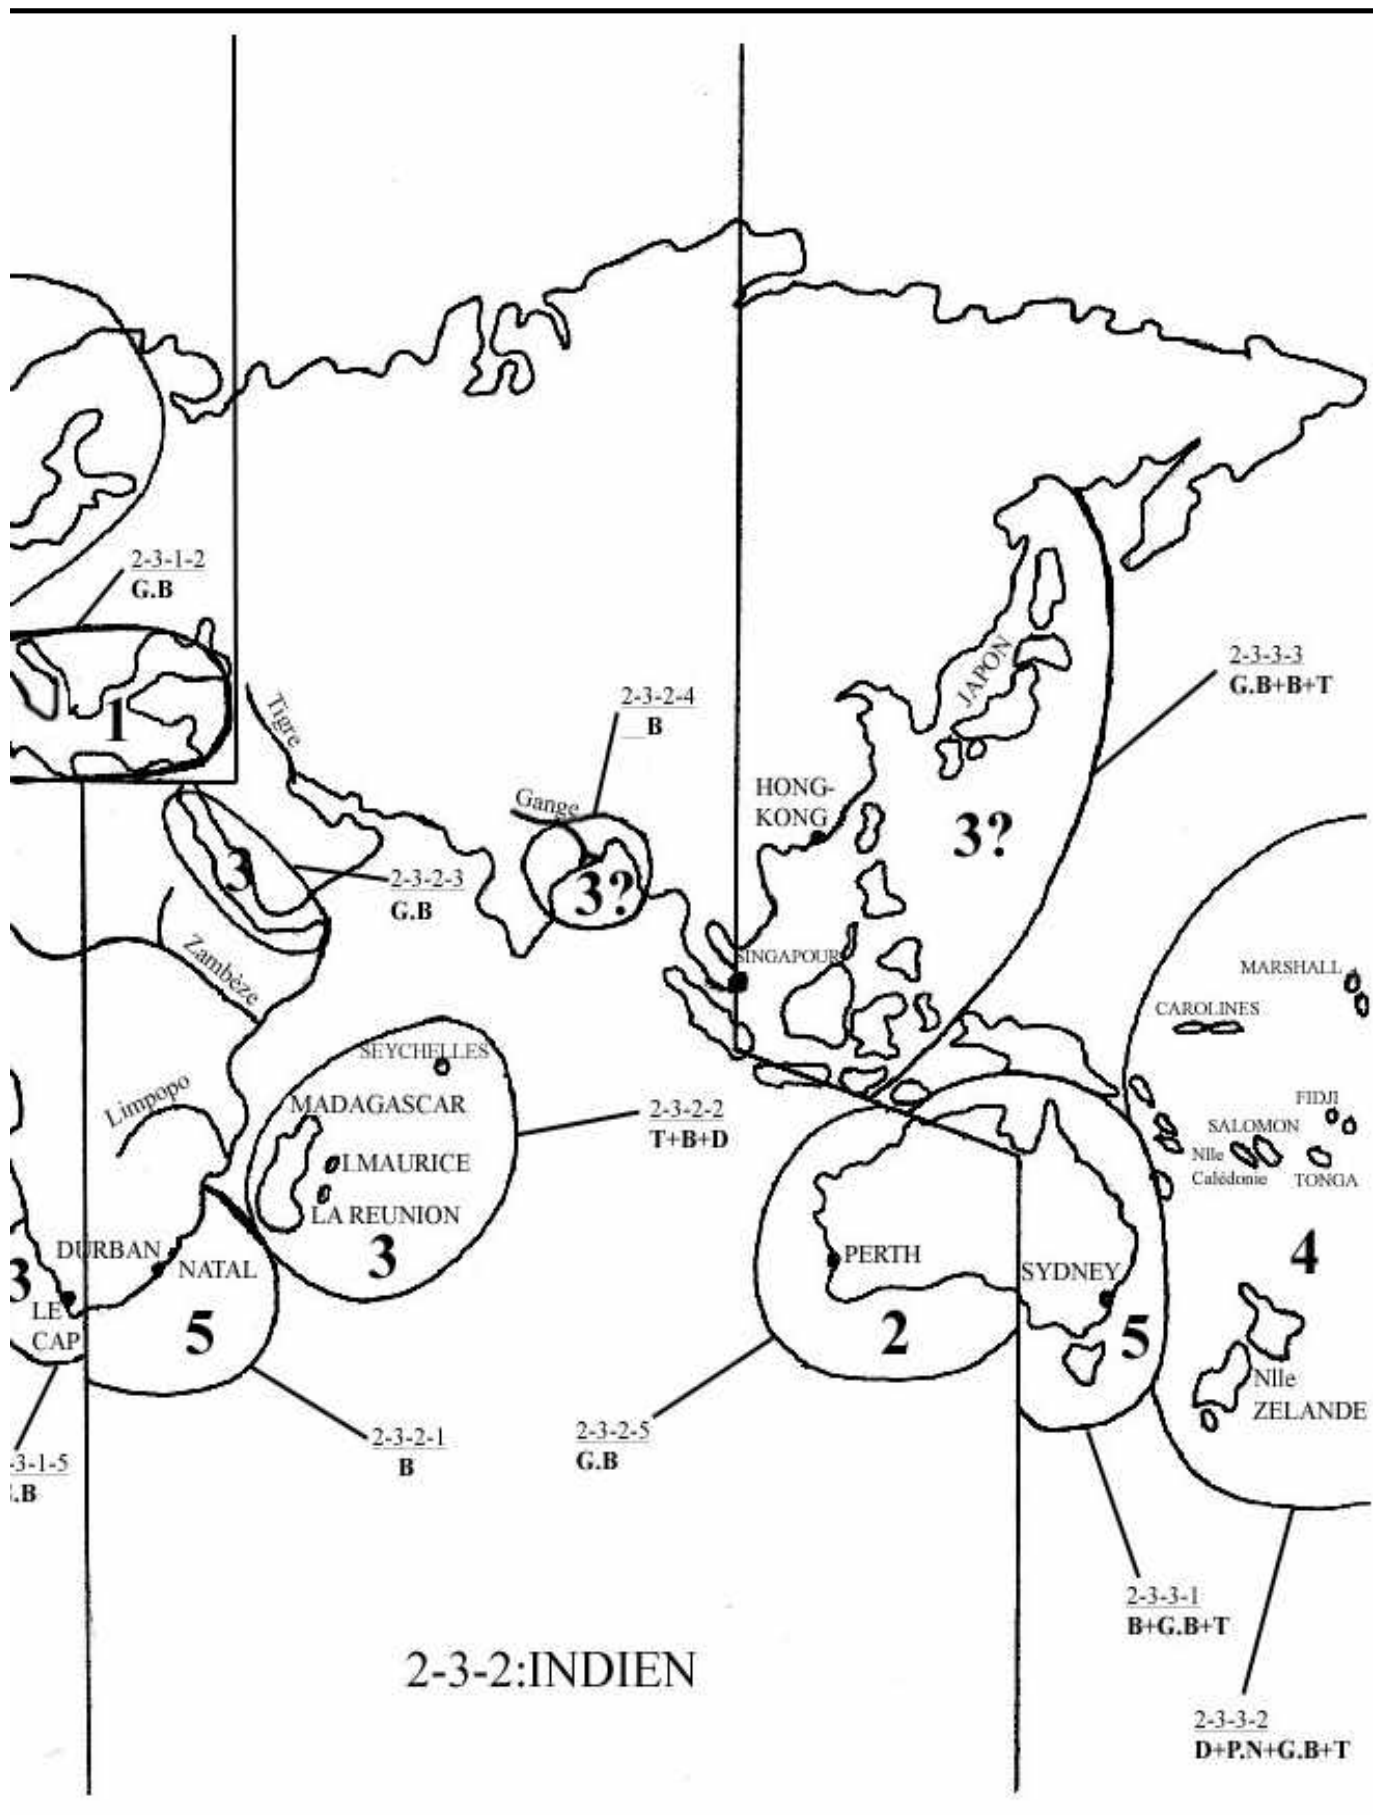 2-3-1-2
G.B
1
Tigre
2-3-2-4
B
JAPON
2-3-3-3
G.B+B+T
HONG-
KONG
Gange
3?
3?
3
2-3-2-3
G.B
Zambèze
SINGAPOUR
MARSHALL
CAROLINES
SEYCHELLES
MADAGASCAR
Limpopo
2-3-2-2
T+B+D
FIDJI
SALOMON
Nlle
Calédonie
TONGA
I.MAURICE
LA REUNION
3
DURBAN
NATAL
PERTH
SYDNEY
4
3
LE
CAP
5
2
5
Nlle
ZELANDE
2-3-2-1
B
2-3-2-5
G.B
-3-1-5
.B
2-3-3-1
B+G.B+T
2-3-2:INDIEN
2-3-3-2
D+P.N+G.B+T